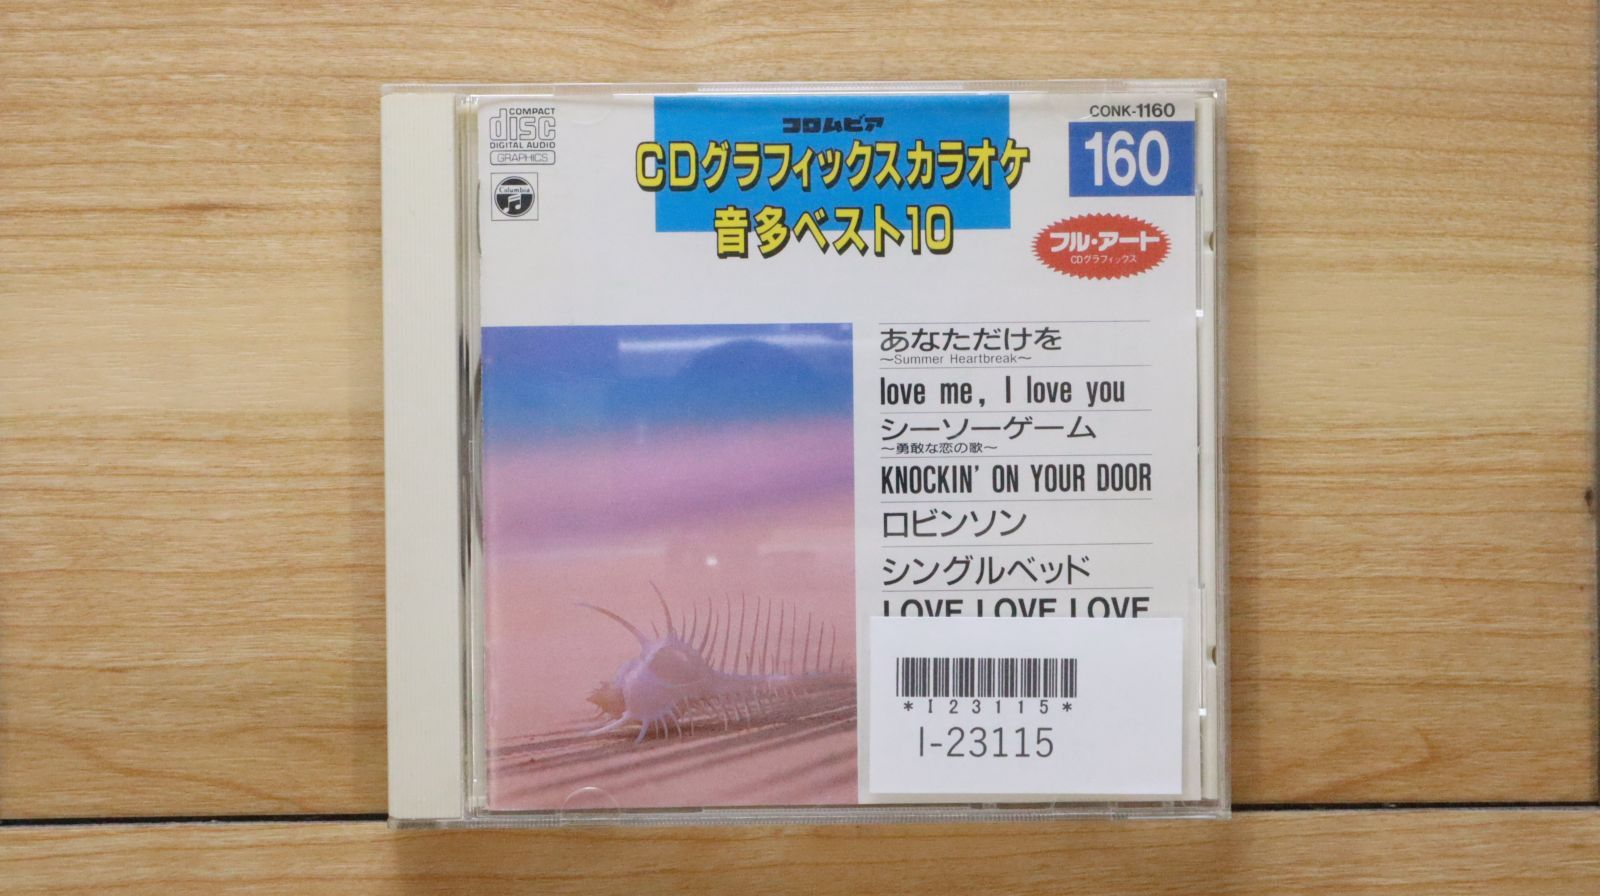 COMPACT
disc
DIGITAL AUDIO
GRAPHICS
Columbia
コロムビア
CDグラフィックスカラオケ
音多ベスト10
CONK-1160
160
フル・アート
CDグラフィックス
あなただけを
〜Summer Heartbreak〜
love me, I love you
シーソーゲーム
〜勇敢な恋の歌〜
KNOCKIN' ON YOUR DOOR
ロビンソン
シングルベッド
LOVE LOVE LOVE
*I23115*
I-23115